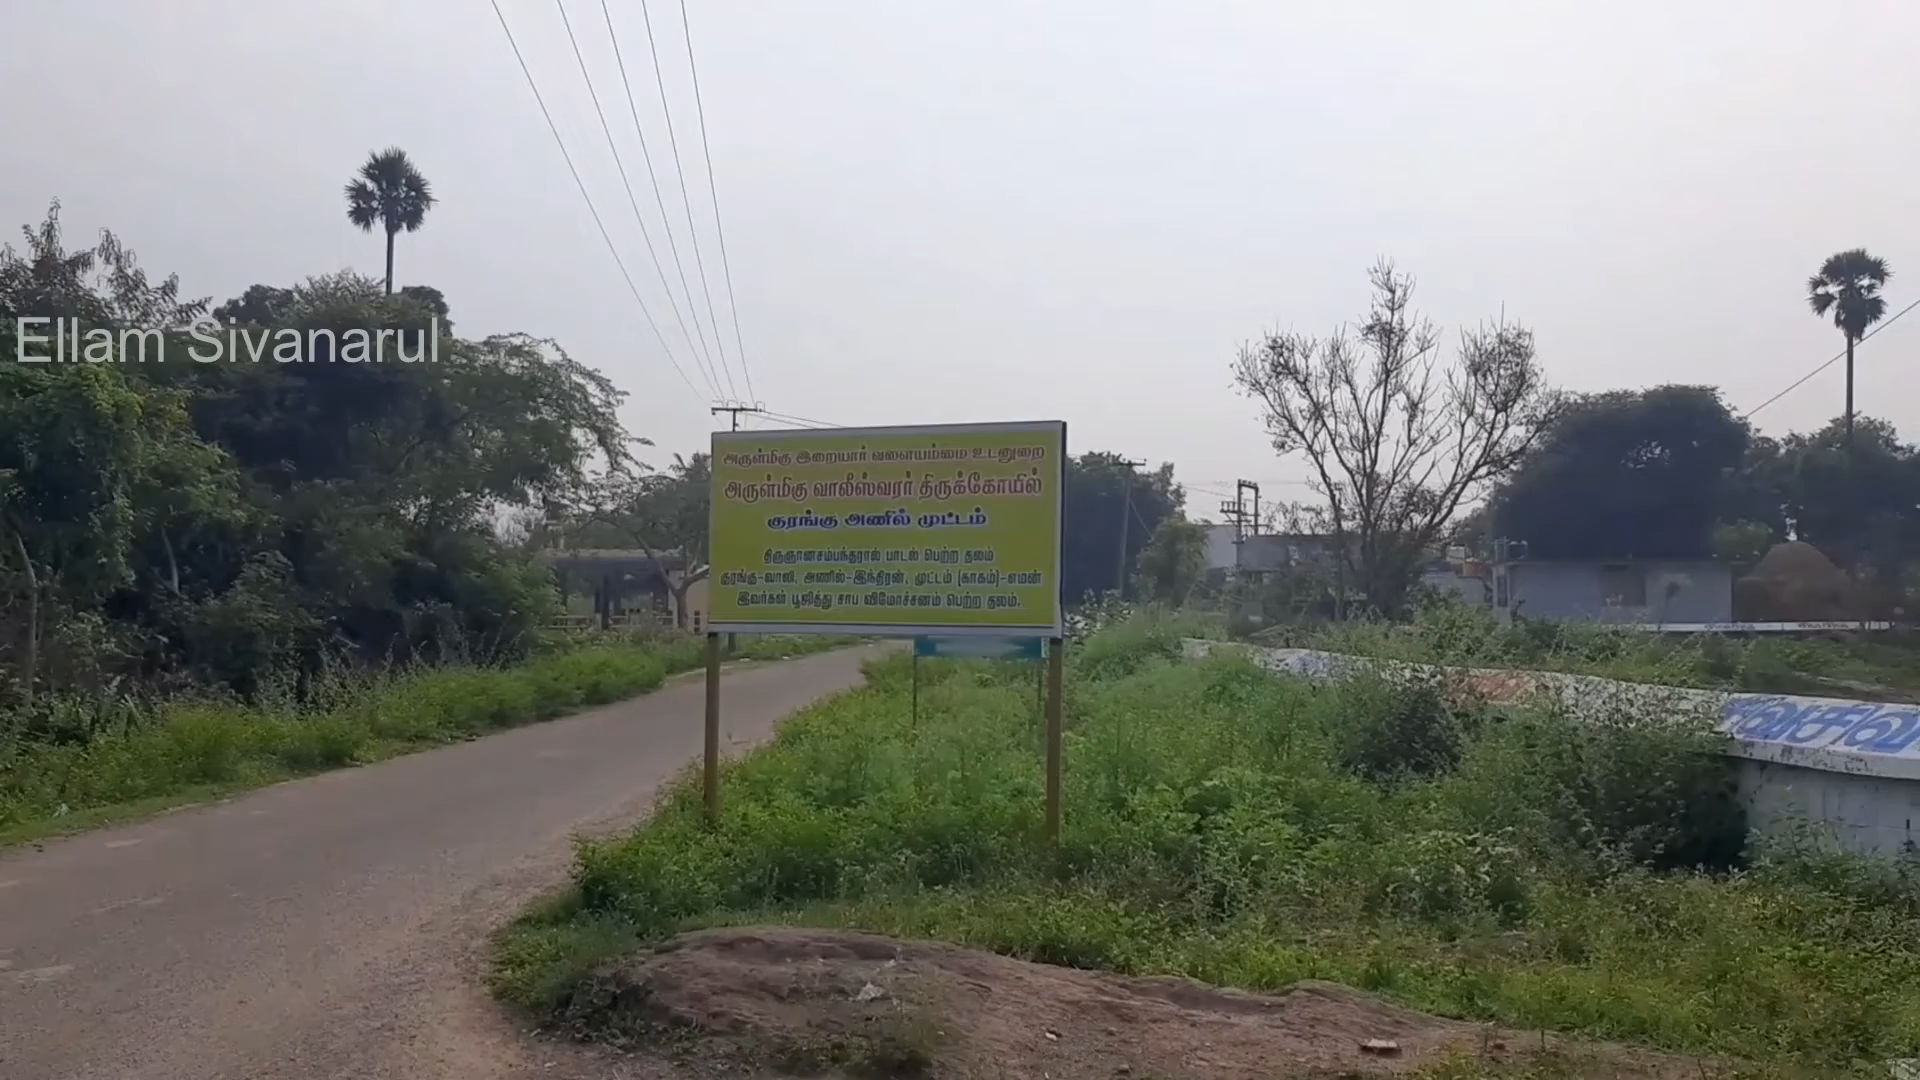 Ellam Sivanarul
அருள்மிகு இறையார் வளையம்மை உடனுறை
அருள்மிகு வாலீஸ்வரர் திருக்கோயில்
குரங்கு அணில் முட்டம்
திருஞானசம்பந்தரால் பாடல் பெற்ற தலம்
குரங்கு-வாலி, அணில்-இந்திரன், முட்டம் (காகம்)-எமன்
இவர்கள் பூஜித்து சாப விமோச்சனம் பெற்ற தலம்.